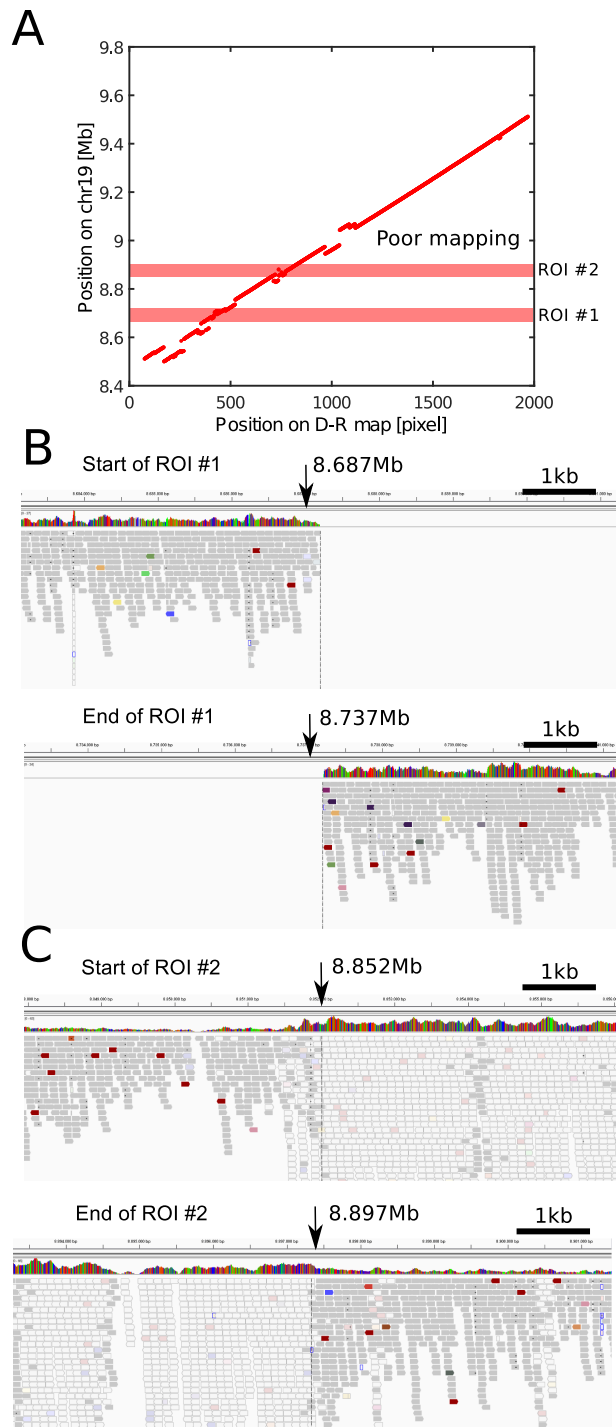 A
9.8
9.6
9.4
9.2
9
8.8
8.6
8.4
Position on chr19 [Mb]
Poor mapping
ROI #2
ROI #1
0
500
1000
1500
2000
Position on D-R map [pixel]
B
Start of ROI #1
8.687Mb
1kb
End of ROI #1
8.737Mb
1kb
C
Start of ROI #2
8.852Mb
1kb
End of ROI #2
8.897Mb
1kb